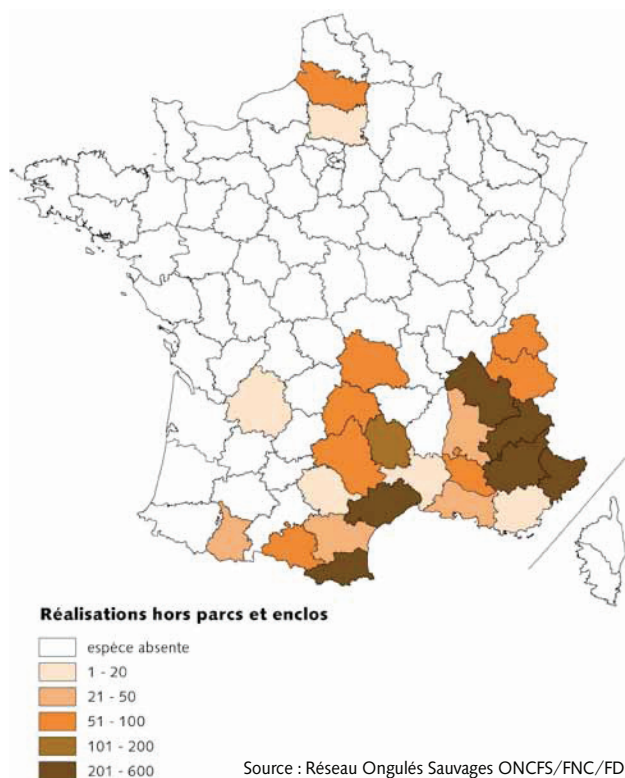 Réalisations hors parcs et enclos
espèce absente
1 - 20
21 - 50
51 - 100
101 - 200
201 - 600
Source : Réseau Ongulés Sauvages ONCFS/FNC/FD